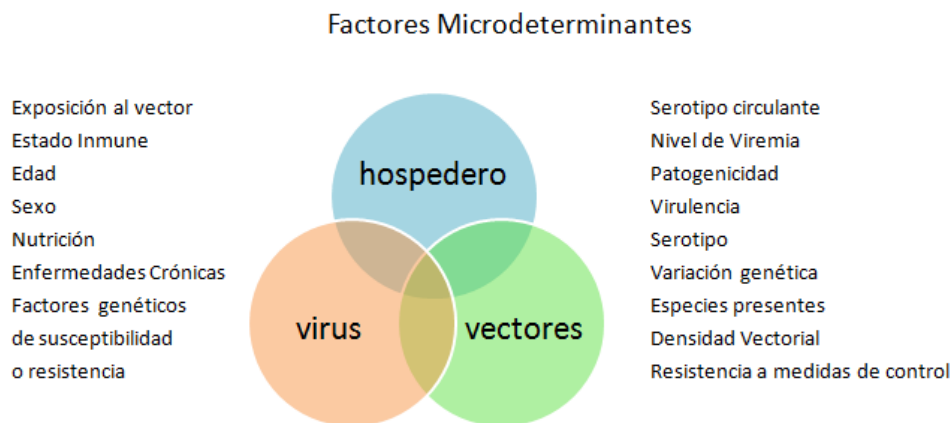 Factores Microdeterminantes
Exposición al vector
Estado Inmune
Edad
Sexo
Nutrición
Enfermedades Crónicas
Factores genéticos
de susceptibilidad
o resistencia
hospedero
virus
vectores
Serotipo circulante
Nivel de Viremia
Patogenicidad
Virulencia
Serotipo
Variación genética
Especies presentes
Densidad Vectorial
Resistencia a medidas de control